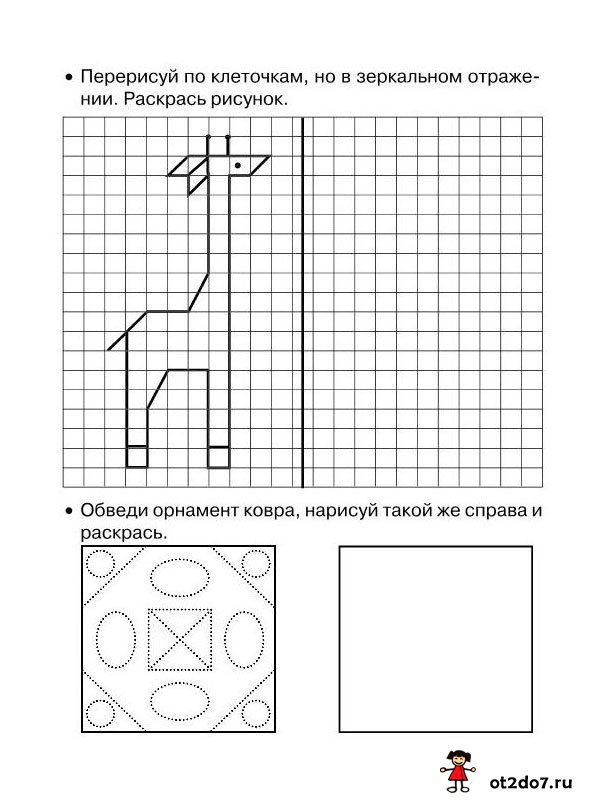 • Перерисуй по клеточкам, но в зеркальном отраже-
нии. Раскрась рисунок.
• Обведи орнамент ковра, нарисуй такой же справа и
раскрась.
ot2do7.ru